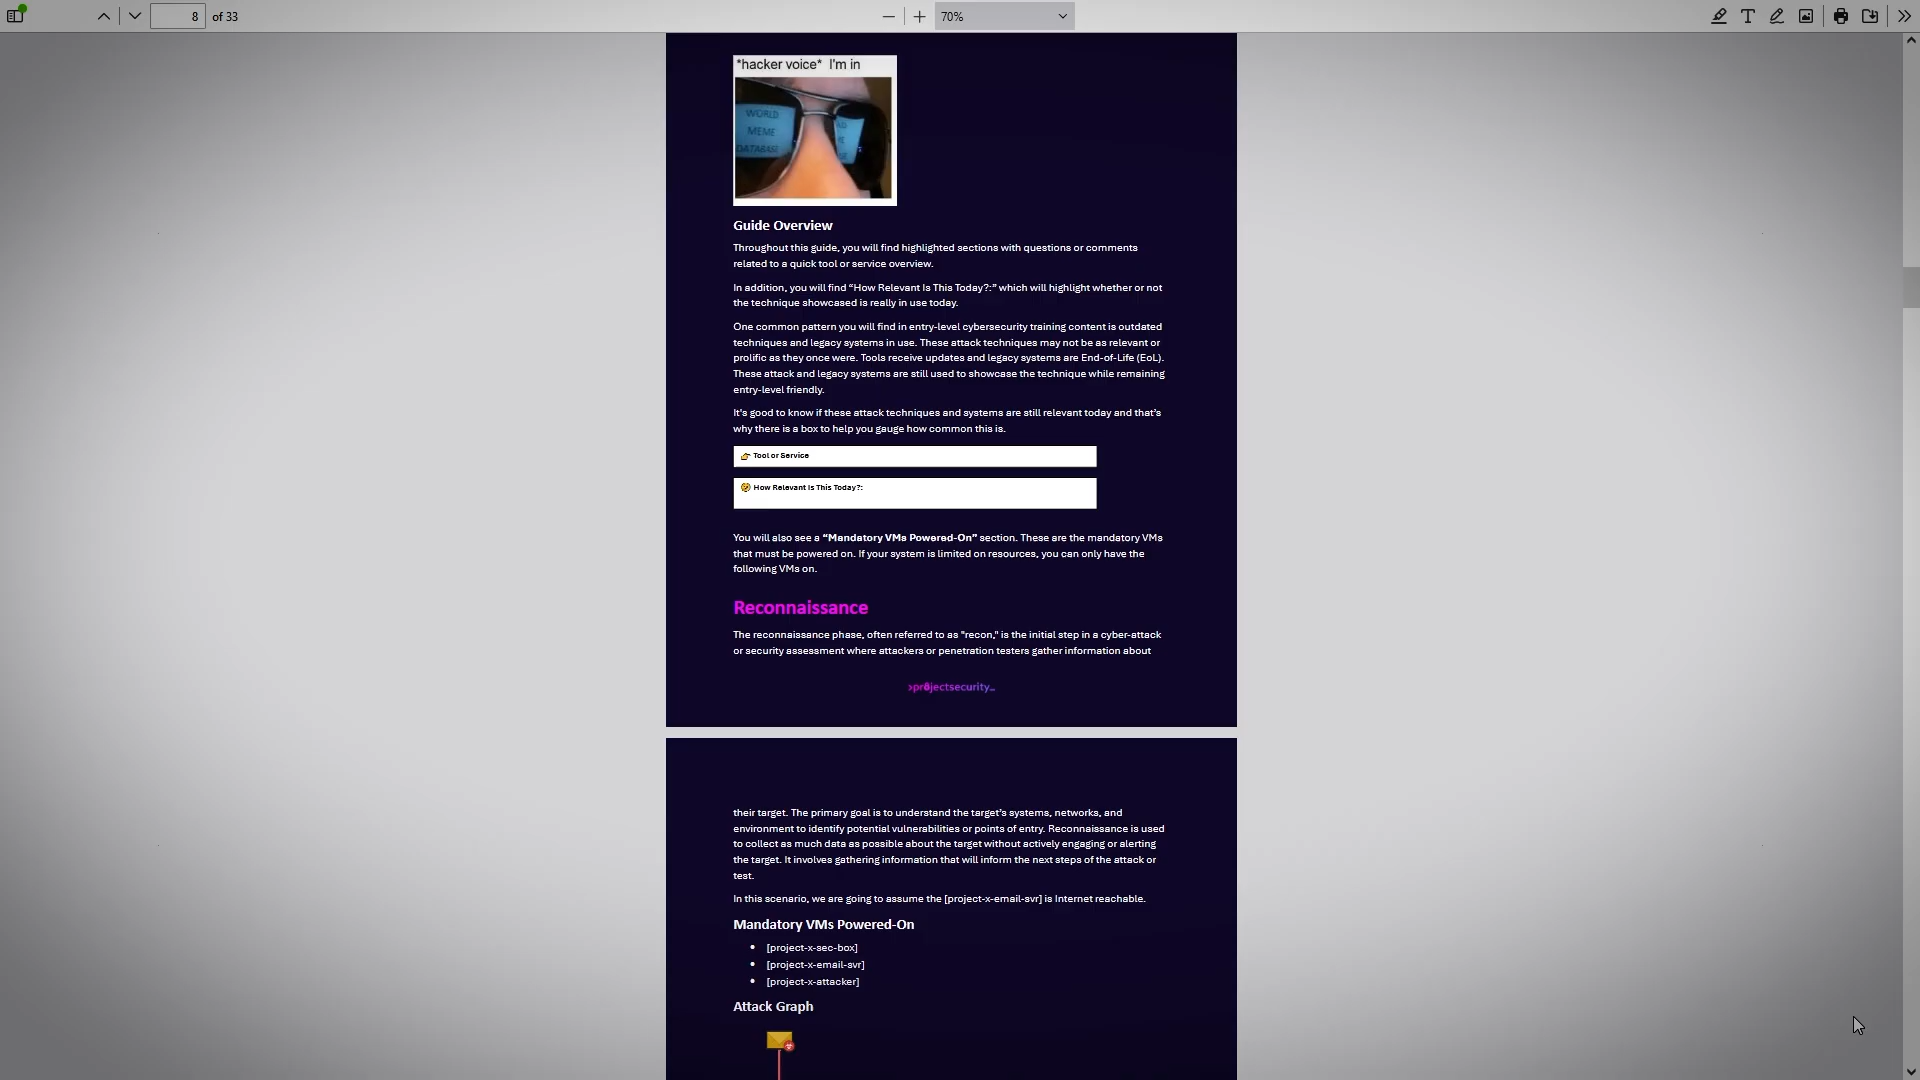 8 of 33
70%
*hacker voice* I'm in
WORLD
MEME
DATABASE
Guide Overview
Throughout this guide, you will find highlighted sections with questions or comments
related to a quick tool or service overview.
In addition, you will find “How Relevant Is This Today?:” which will highlight whether or not
the technique showcased is really in use today.
One common pattern you will find in entry-level cybersecurity training content is outdated
techniques and legacy systems in use. These attack techniques may not be as relevant or
prolific as they once were. Tools receive updates and legacy systems are End-of-Life (EoL).
These attack and legacy systems are still used to showcase the technique while remaining
entry-level friendly.
It's good to know if these attack techniques and systems are still relevant today and that's
why there is a box to help you gauge how common this is.
👉 Tool or Service
🧭 How Relevant Is This Today?:
You will also see a “Mandatory VMs Powered-On” section. These are the mandatory VMs
that must be powered on. If your system is limited on resources, you can only have the
following VMs on.
Reconnaissance
The reconnaissance phase, often referred to as "recon," is the initial step in a cyber-attack
or security assessment where attackers or penetration testers gather information about
>pr0jectsecurity_
their target. The primary goal is to understand the target's systems, networks, and
environment to identify potential vulnerabilities or points of entry. Reconnaissance is used
to collect as much data as possible about the target without actively engaging or alerting
the target. It involves gathering information that will inform the next steps of the attack or
test.
In this scenario, we are going to assume the [project-x-email-svr] is Internet reachable.
Mandatory VMs Powered-On
• [project-x-sec-box]
• [project-x-email-svr]
• [project-x-attacker]
Attack Graph